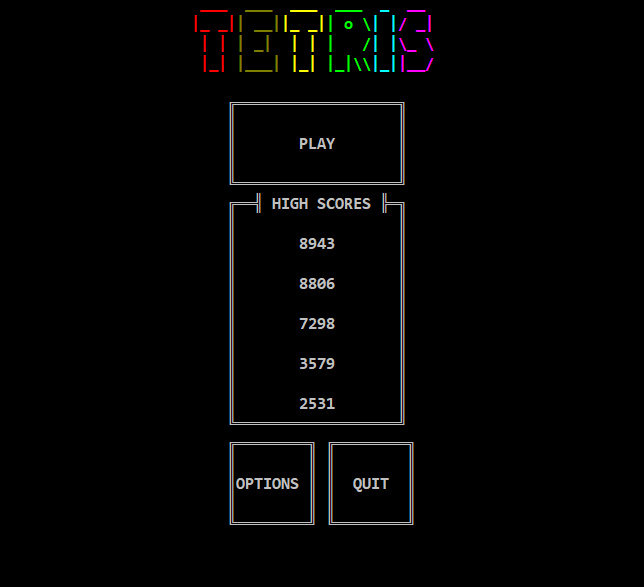 TETRIS
PLAY
HIGH SCORES
8943
8806
7298
3579
2531
OPTIONS QUIT